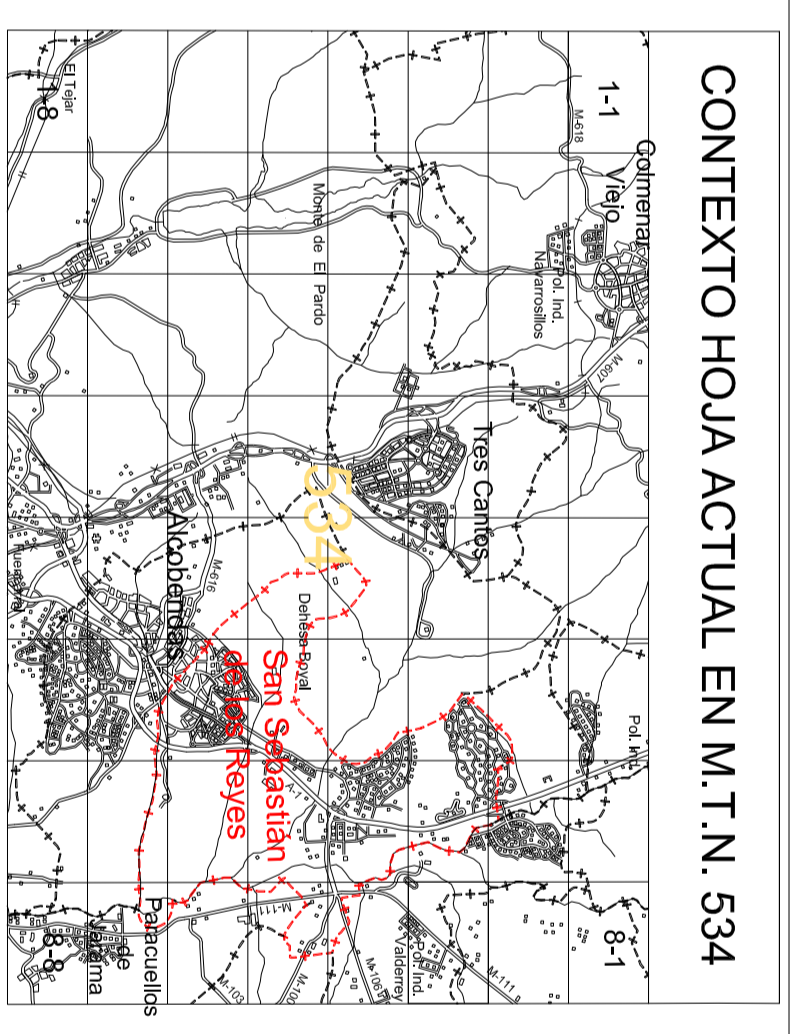 CONTEXTO HOJA ACTUAL EN M.T.N. 534
1-1
M-618
Colmenar
Viejo
Pol. Ind.
Navarrosillos
M-607
Pol. Ind.
8-1
Tres Cantos
Monte de El Pardo
534
Dehesa Boyal
San Sebastián
de los Reyes
Alcobendas
M-616
A-1
M-111
Pol. Ind.
Valderrey
M-111
M-106
M-100
M-103
Paracuellos
de
Jarama
8-8
El Tejar
1-8
Fuencarral